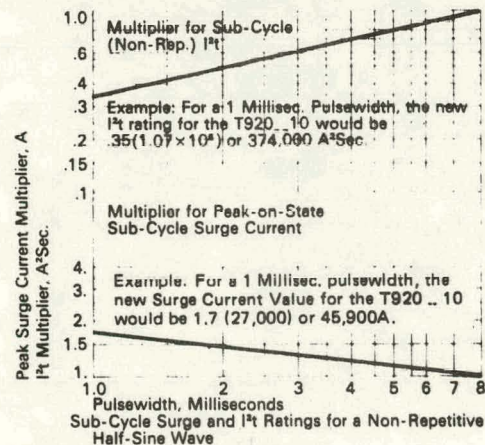 1.0
Multiplier for Sub-Cycle
(Non-Rep.) I²t
.6
.4
.3
Example: For a 1 Millisec. Pulsewidth, the new
I²t rating for the T920_ _10 would be
.2
.35(1.07×10⁶) or 374,000 A²Sec.
.15
.1
Multiplier for Peak-on-State
Sub-Cycle Surge Current
Peak Surge Current Multiplier, A
I²t Multiplier, A²Sec.
4.
Example. For a 1 Millisec. pulsewidth, the
3.
new Surge Current Value for the T920 _ _ 10
2.
would be 1.7 (27,000) or 45,900A.
1.5
1
1.0 2 3 4 5 6 7 8
Pulsewidth, Milliseconds
Sub-Cycle Surge and I²t Ratings for a Non-Repetitive
Half-Sine Wave